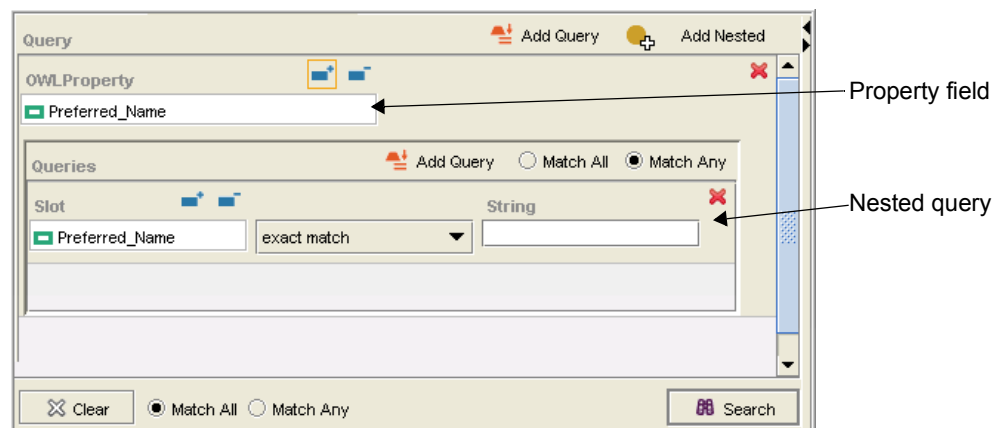 Query Add Query Add Nested
OWLProperty
Preferred_Name
Property field
Queries Add Query Match All Match Any
Slot String
Nested query
Preferred_Name exact match
Clear Match All Match Any Search